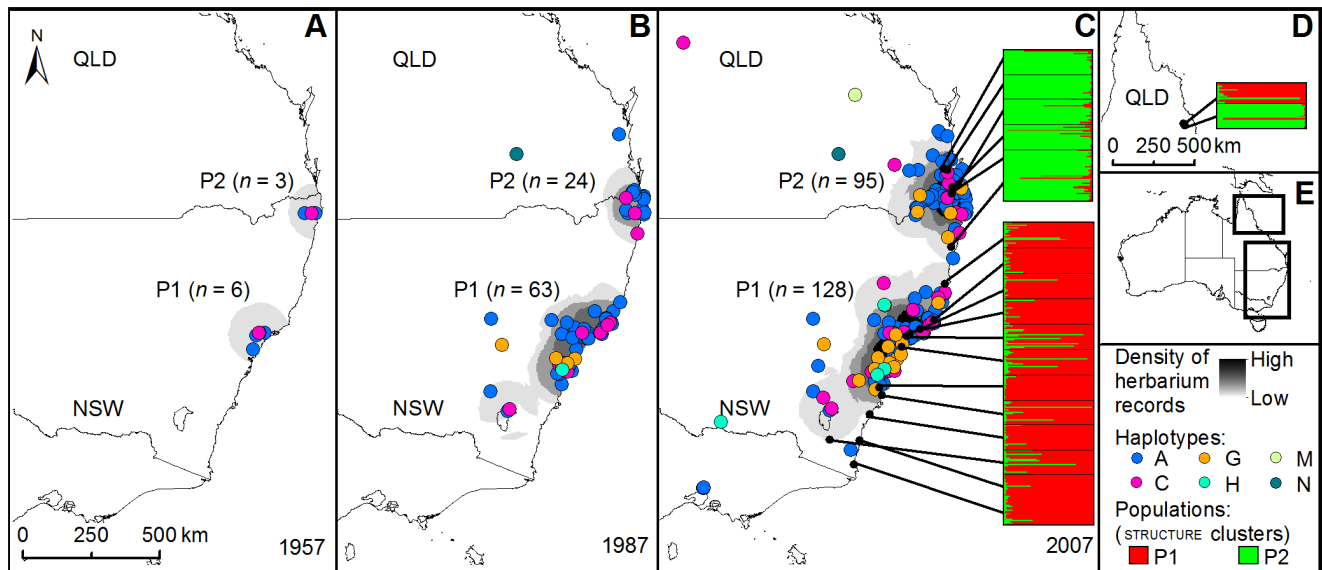 A
N
QLD
P2 (n = 3)
P1 (n = 6)
NSW
0 250 500 km
1957
B
QLD
P2 (n = 24)
P1 (n = 63)
NSW
1987
C
QLD
P2 (n = 95)
P1 (n = 128)
NSW
2007
D
QLD
0 250 500 km
E
Density of
herbarium
records
High
Low
Haplotypes:
A G M
C H N
Populations:
(STRUCTURE clusters)
P1 P2